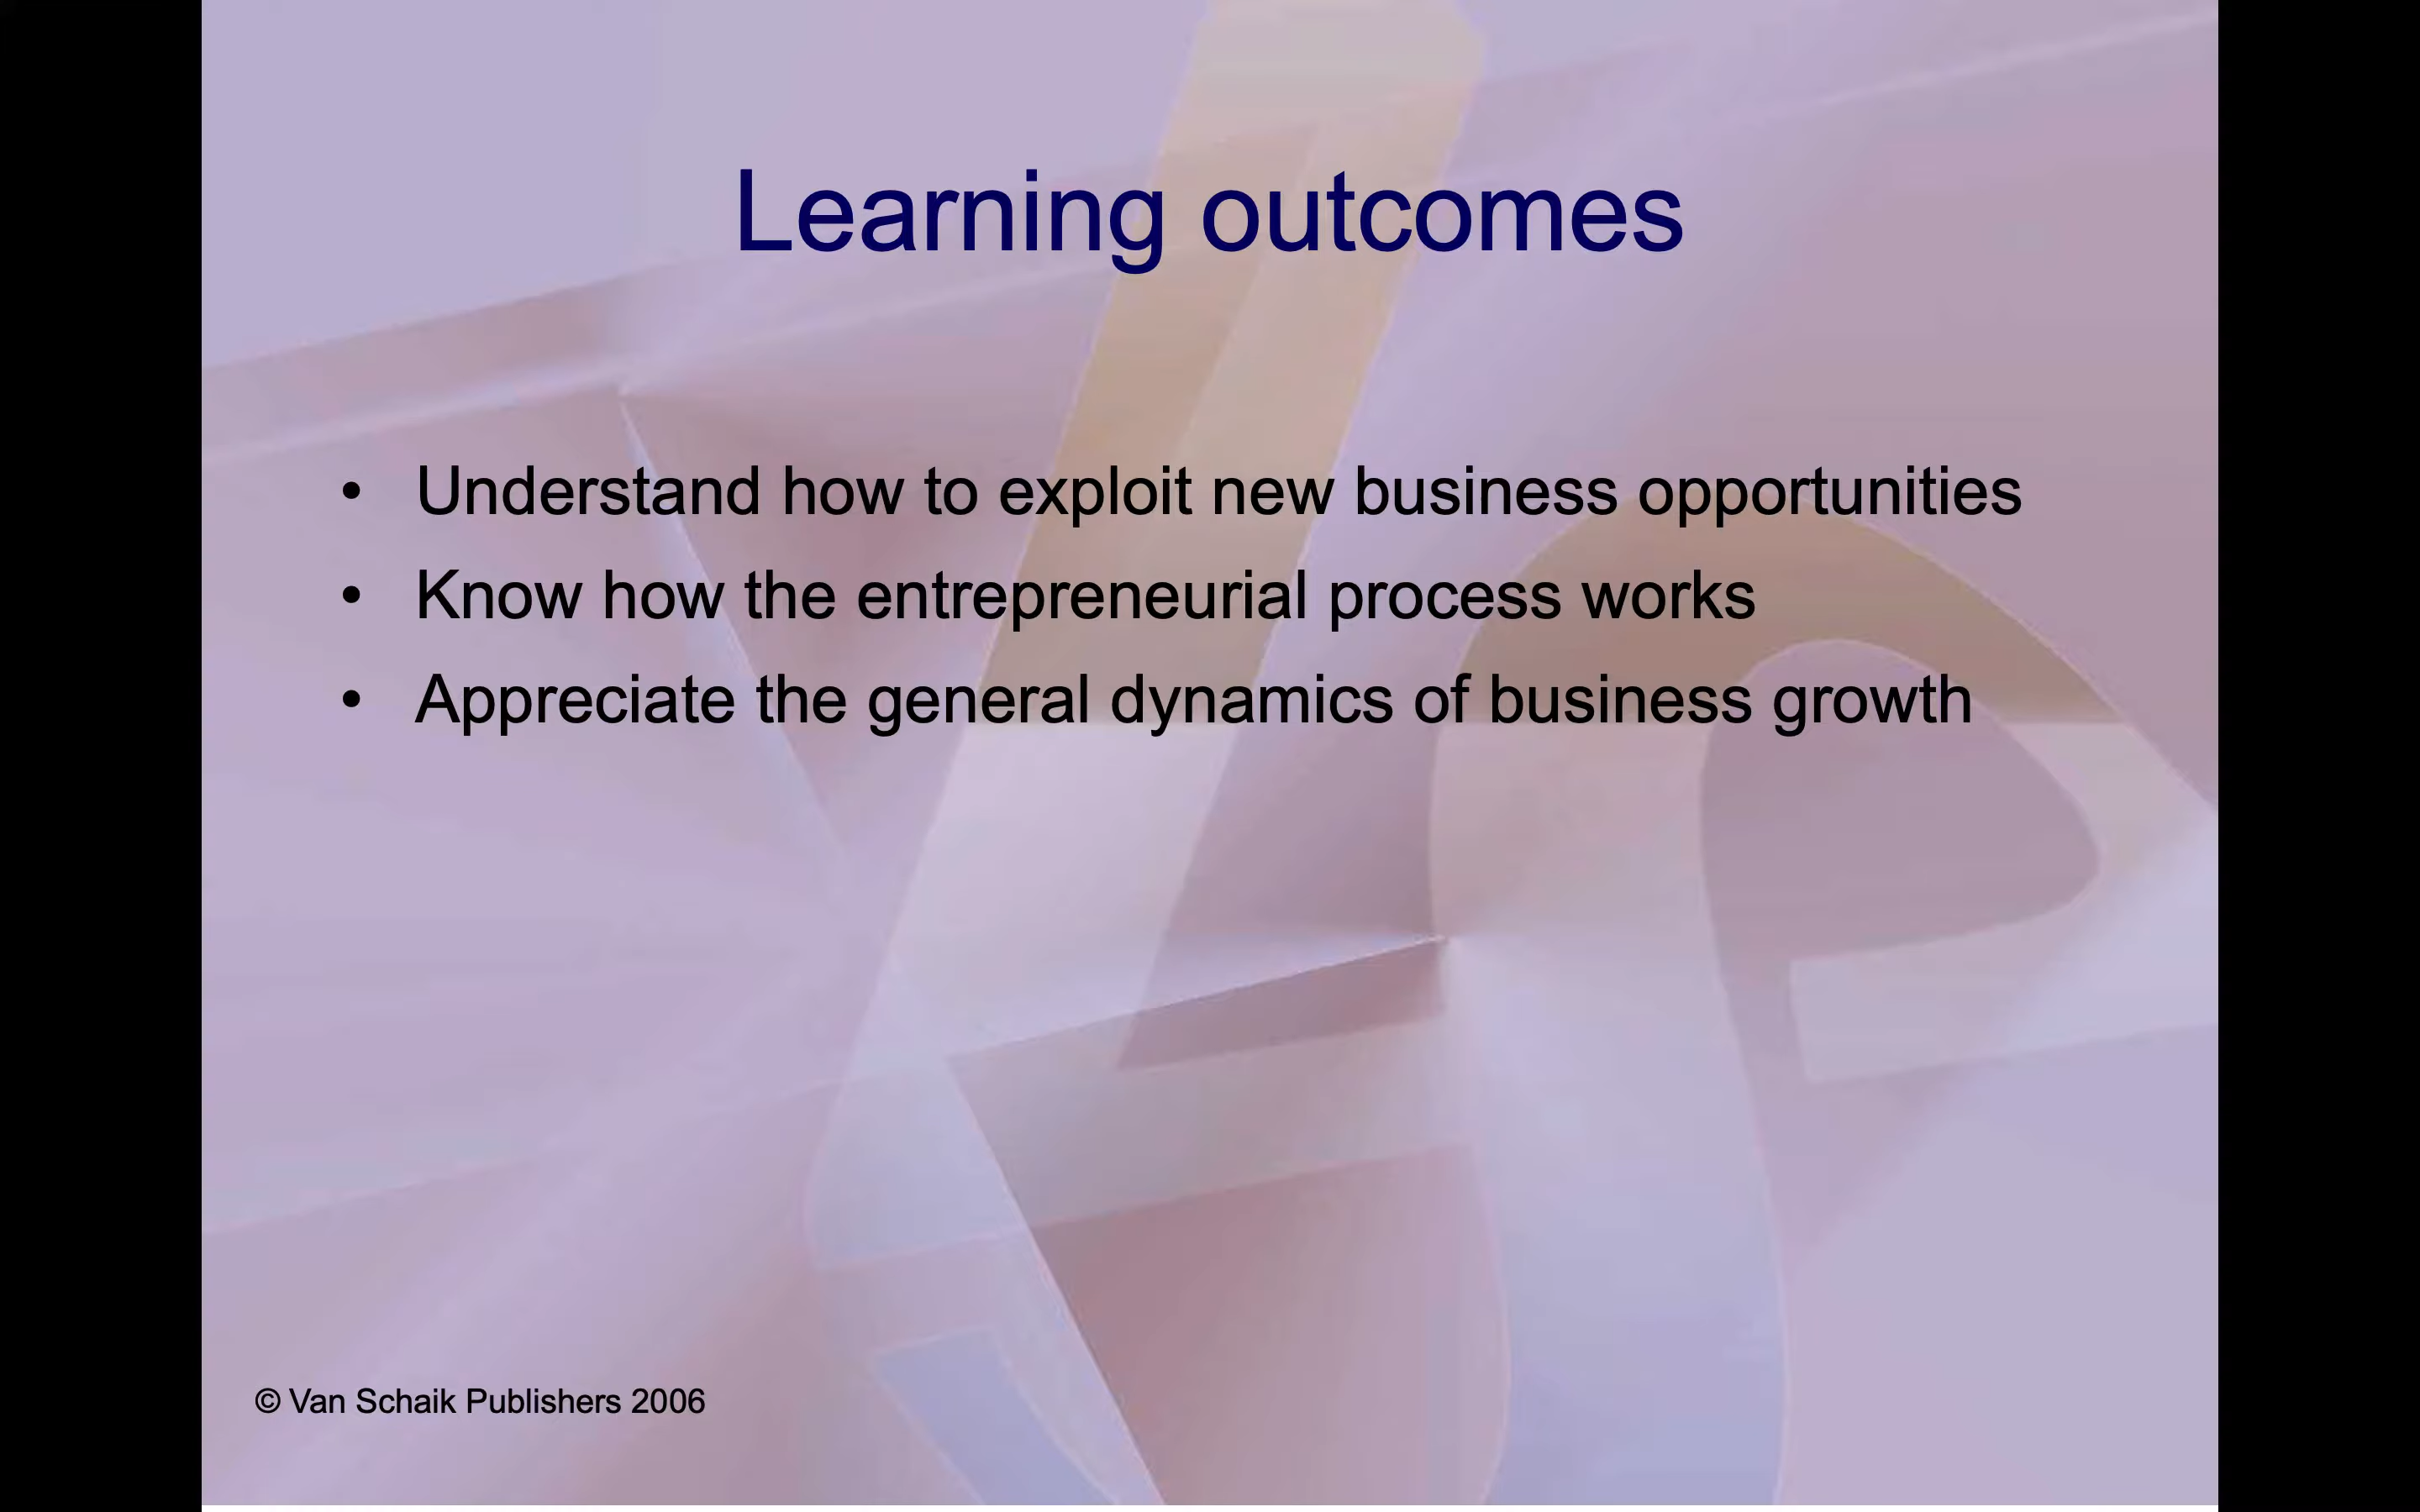 Learning outcomes
• Understand how to exploit new business opportunities
• Know how the entrepreneurial process works
• Appreciate the general dynamics of business growth
© Van Schaik Publishers 2006